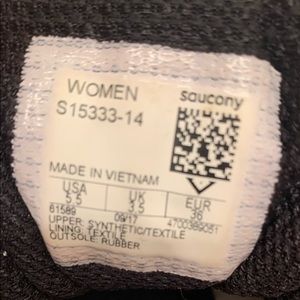 WOMEN
S15333-14
saucony
MADE IN VIETNAM
USA UK EUR
5.5 3.5 36
61589 09/17 4700389051
UPPER SYNTHETIC/TEXTILE
LINING TEXTILE
OUTSOLE RUBBER